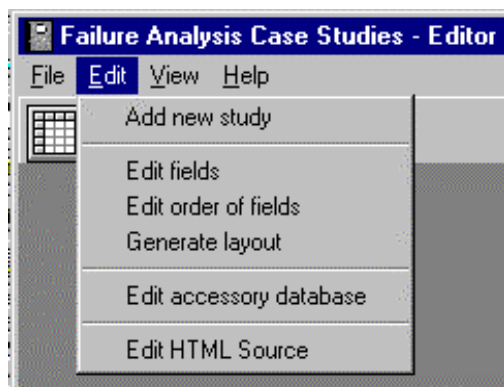 Failure Analysis Case Studies - Editor
File Edit View Help
Add new study
Edit fields
Edit order of fields
Generate layout
Edit accessory database
Edit HTML Source